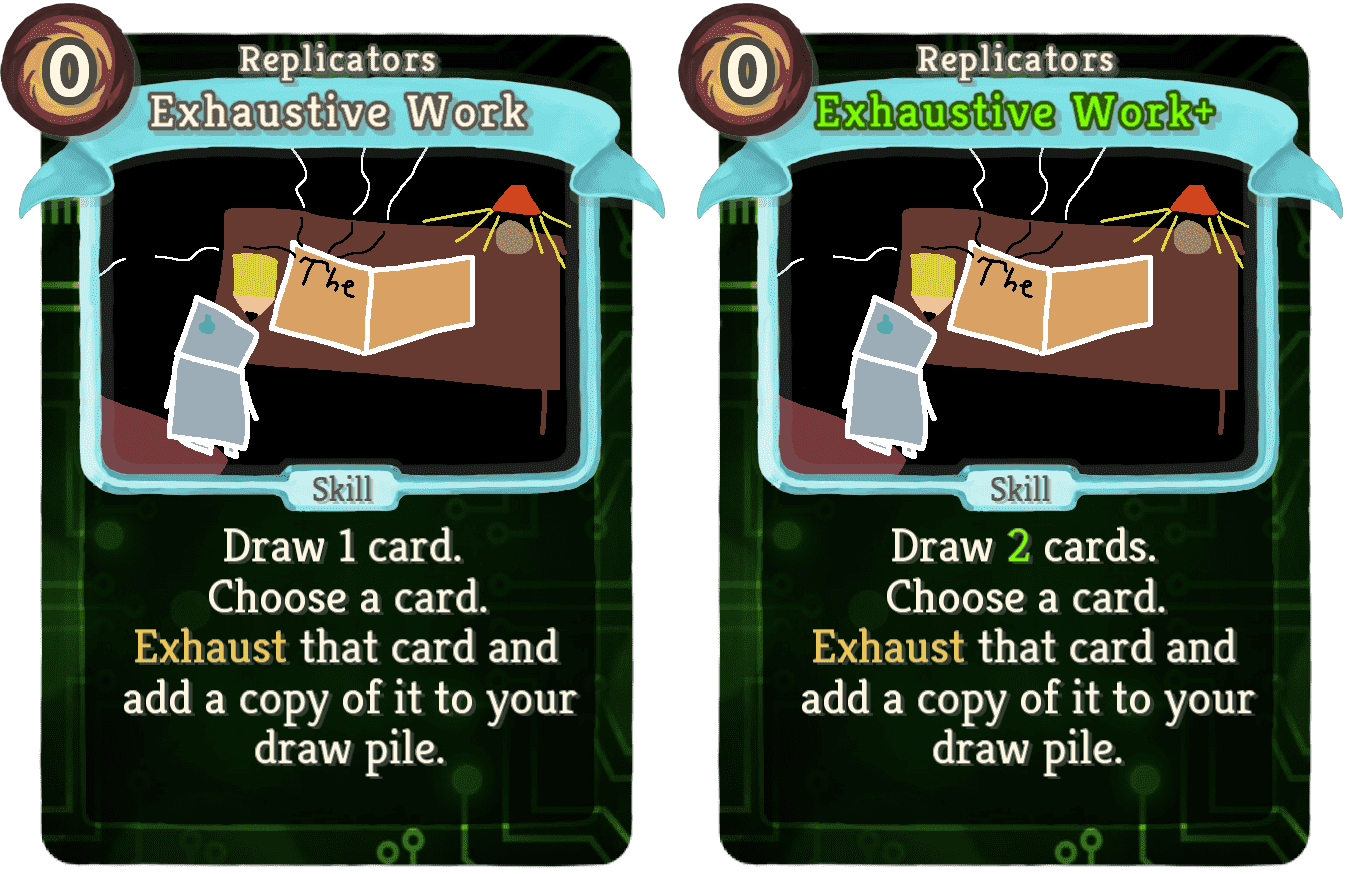 0
Replicators
Exhaustive Work
The
Skill
Draw 1 card.
Choose a card.
Exhaust that card and
add a copy of it to your
draw pile.
0
Replicators
Exhaustive Work+
The
Skill
Draw 2 cards.
Choose a card.
Exhaust that card and
add a copy of it to your
draw pile.